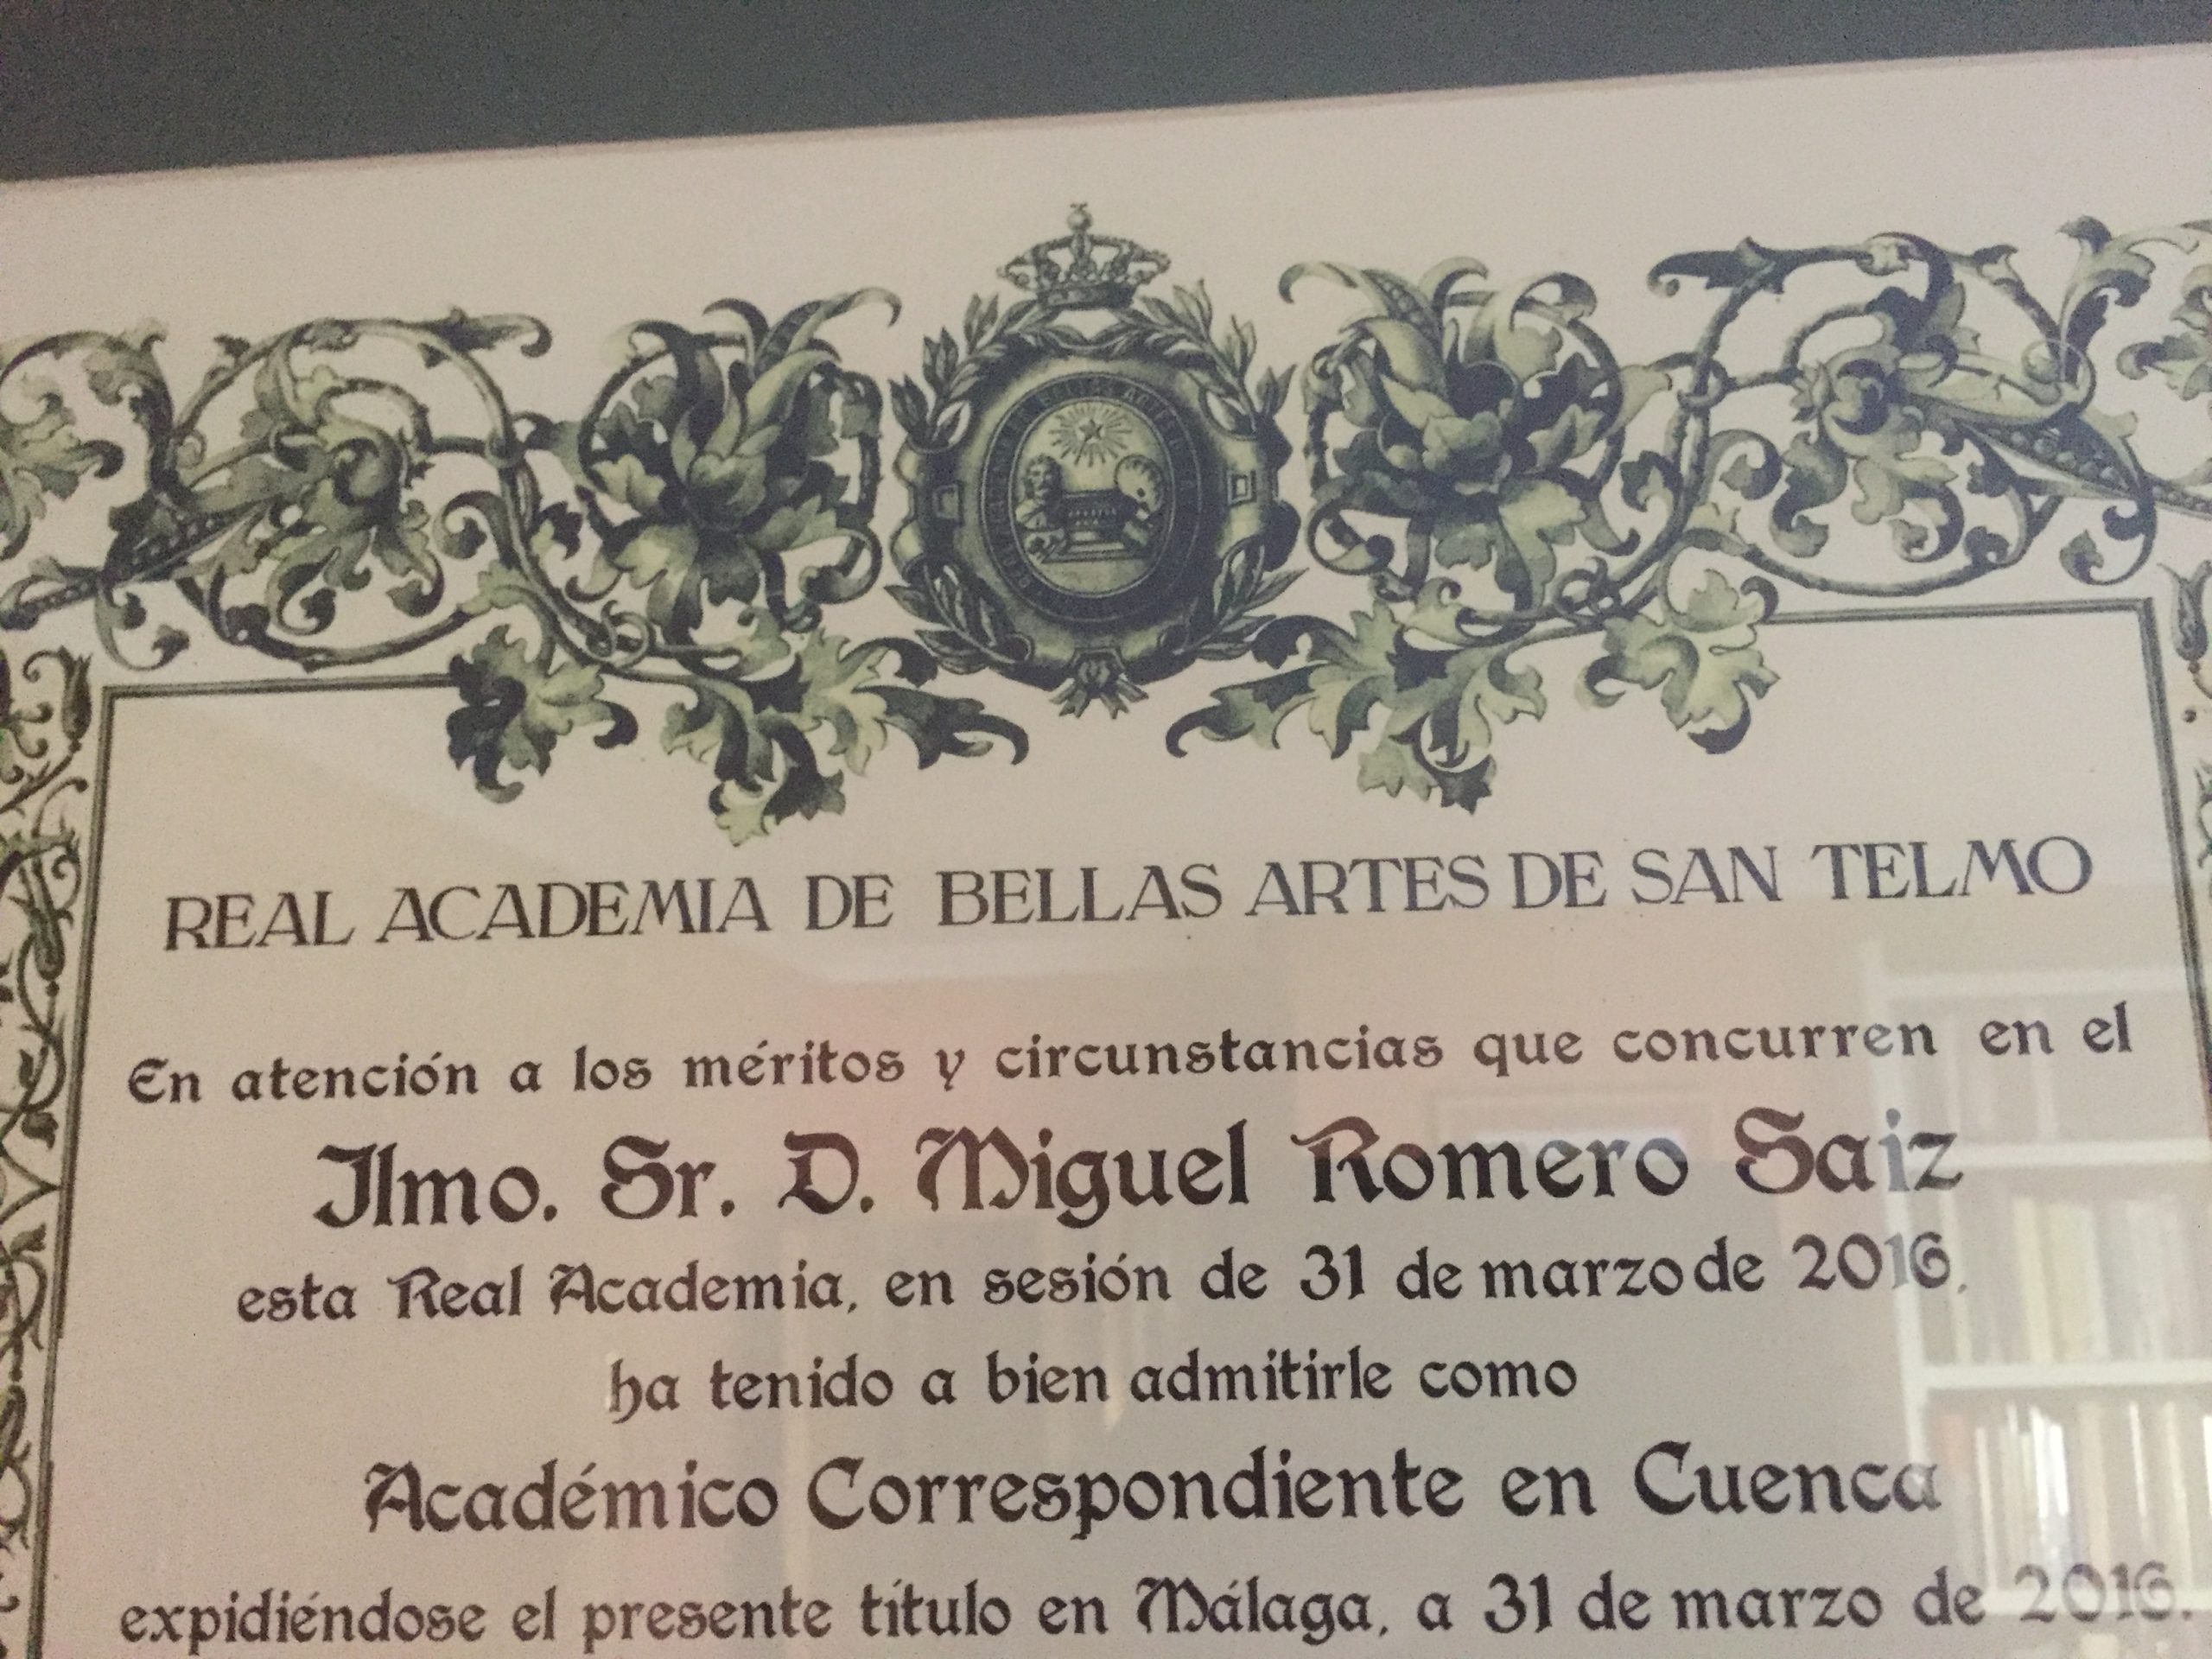 BELLAS ARTES
REAL ACADEMIA DE BELLAS ARTES DE SAN TELMO
En atención a los méritos y circunstancias que concurren en el
Ilmo. Sr. D. Miguel Romero Saiz
esta Real Academia, en sesión de 31 de marzo de 2016,
ha tenido a bien admitirle como
Académico Correspondiente en Cuenca
expidiéndose el presente título en Málaga, a 31 de marzo de 2016.